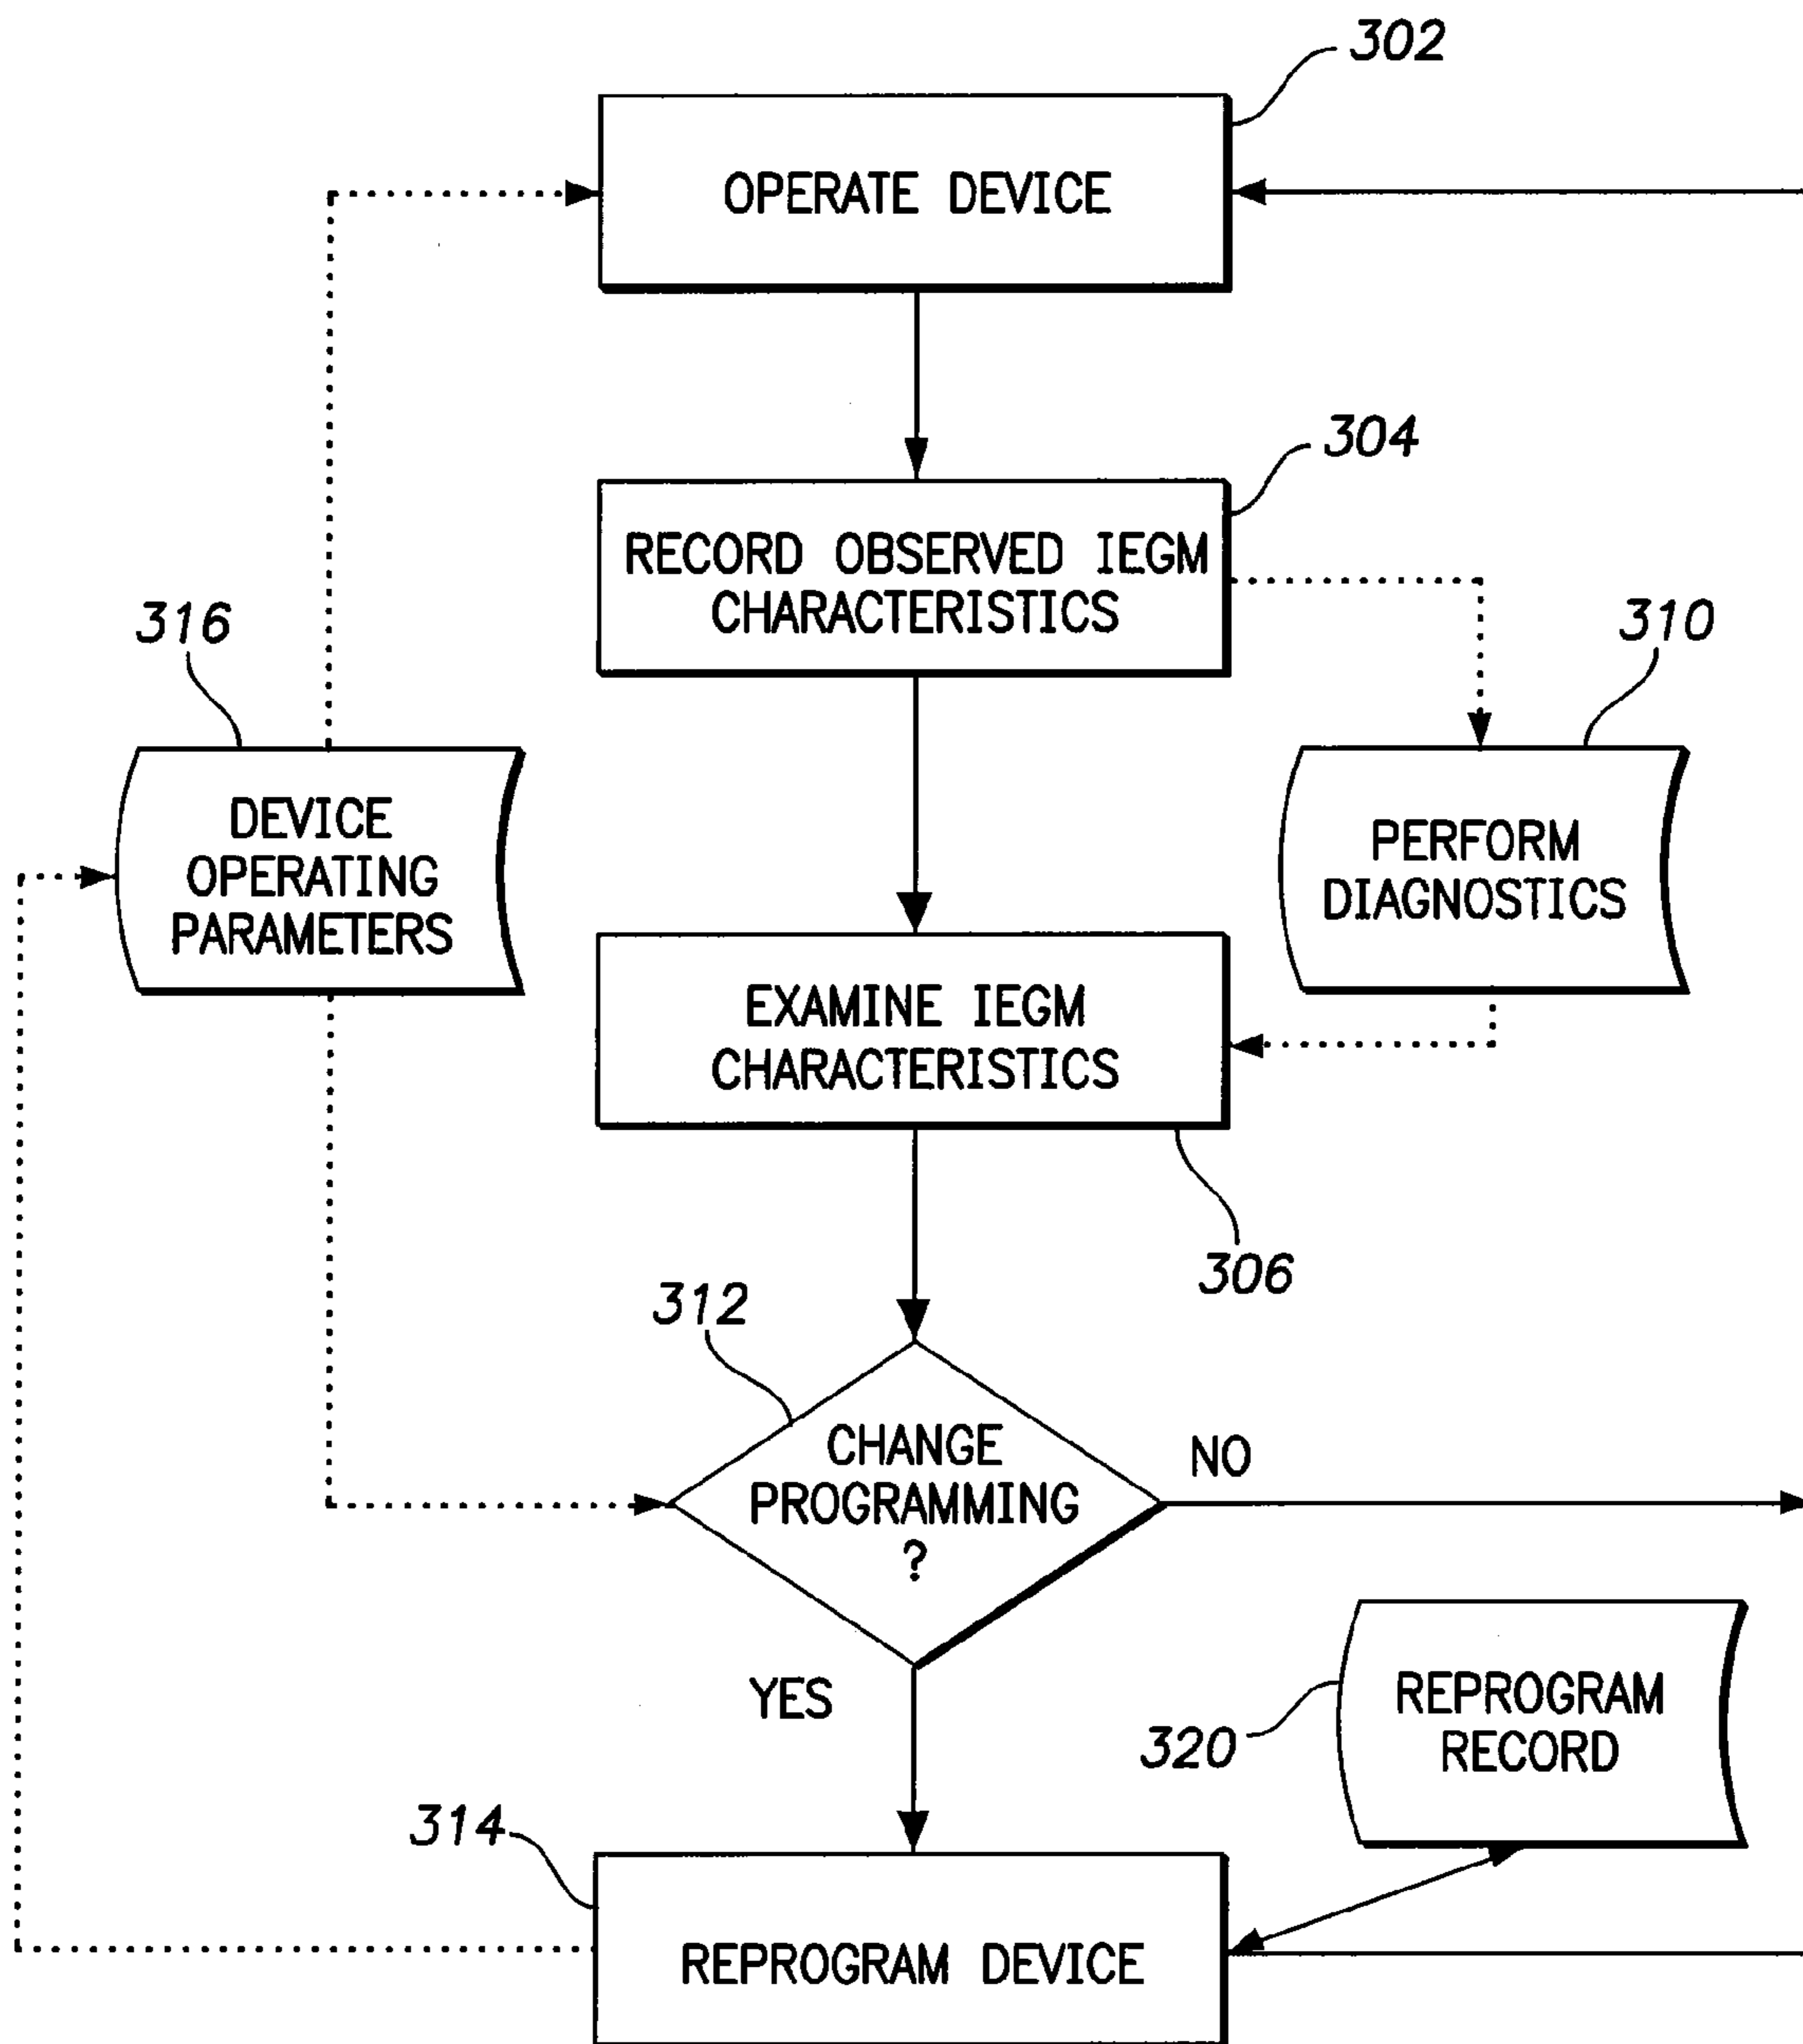 302
OPERATE DEVICE
304
RECORD OBSERVED IEGM
CHARACTERISTICS
316
310
DEVICE
OPERATING
PARAMETERS
PERFORM
DIAGNOSTICS
EXAMINE IEGM
CHARACTERISTICS
306
312
CHANGE
PROGRAMMING
?
NO
YES
REPROGRAM
RECORD
320
314
REPROGRAM DEVICE